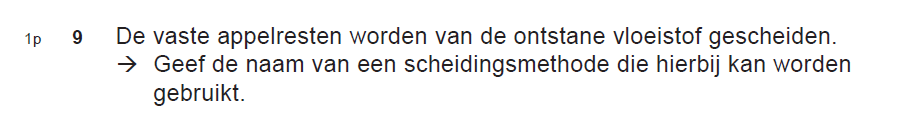 1p 9 De vaste appelresten worden van de ontstane vloeistof gescheiden.
→ Geef de naam van een scheidingsmethode die hierbij kan worden
gebruikt.